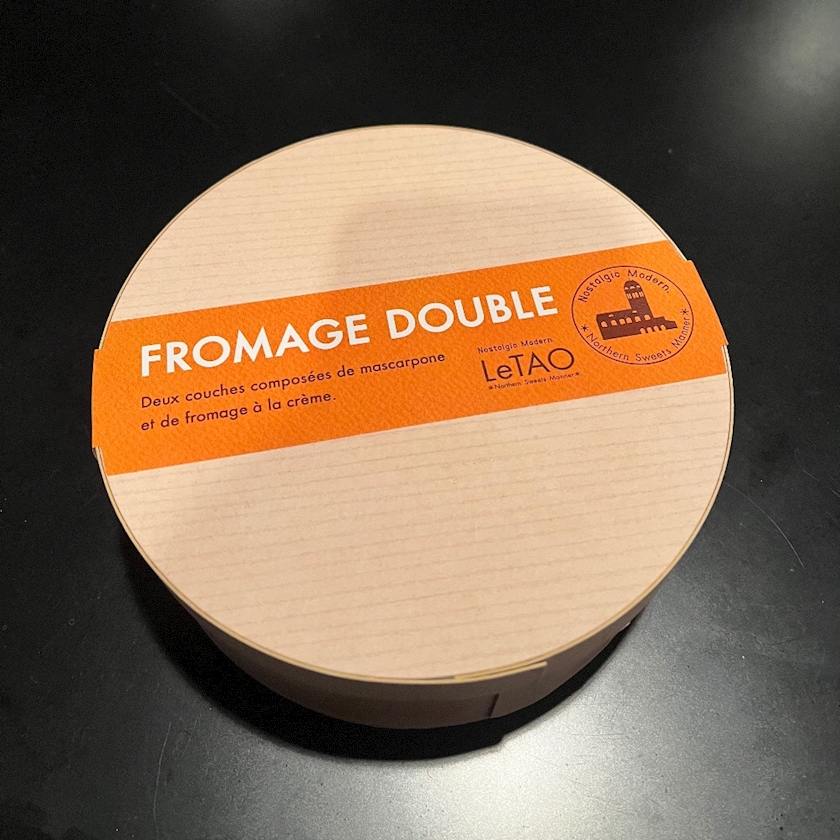 FROMAGE DOUBLE
Deux couches composées de mascarpone
et de fromage à la crème.
Nostalgic Modern.
LeTAO
*Northern Sweets Manner*
Nostalgic Modern.
*Northern Sweets Manner*